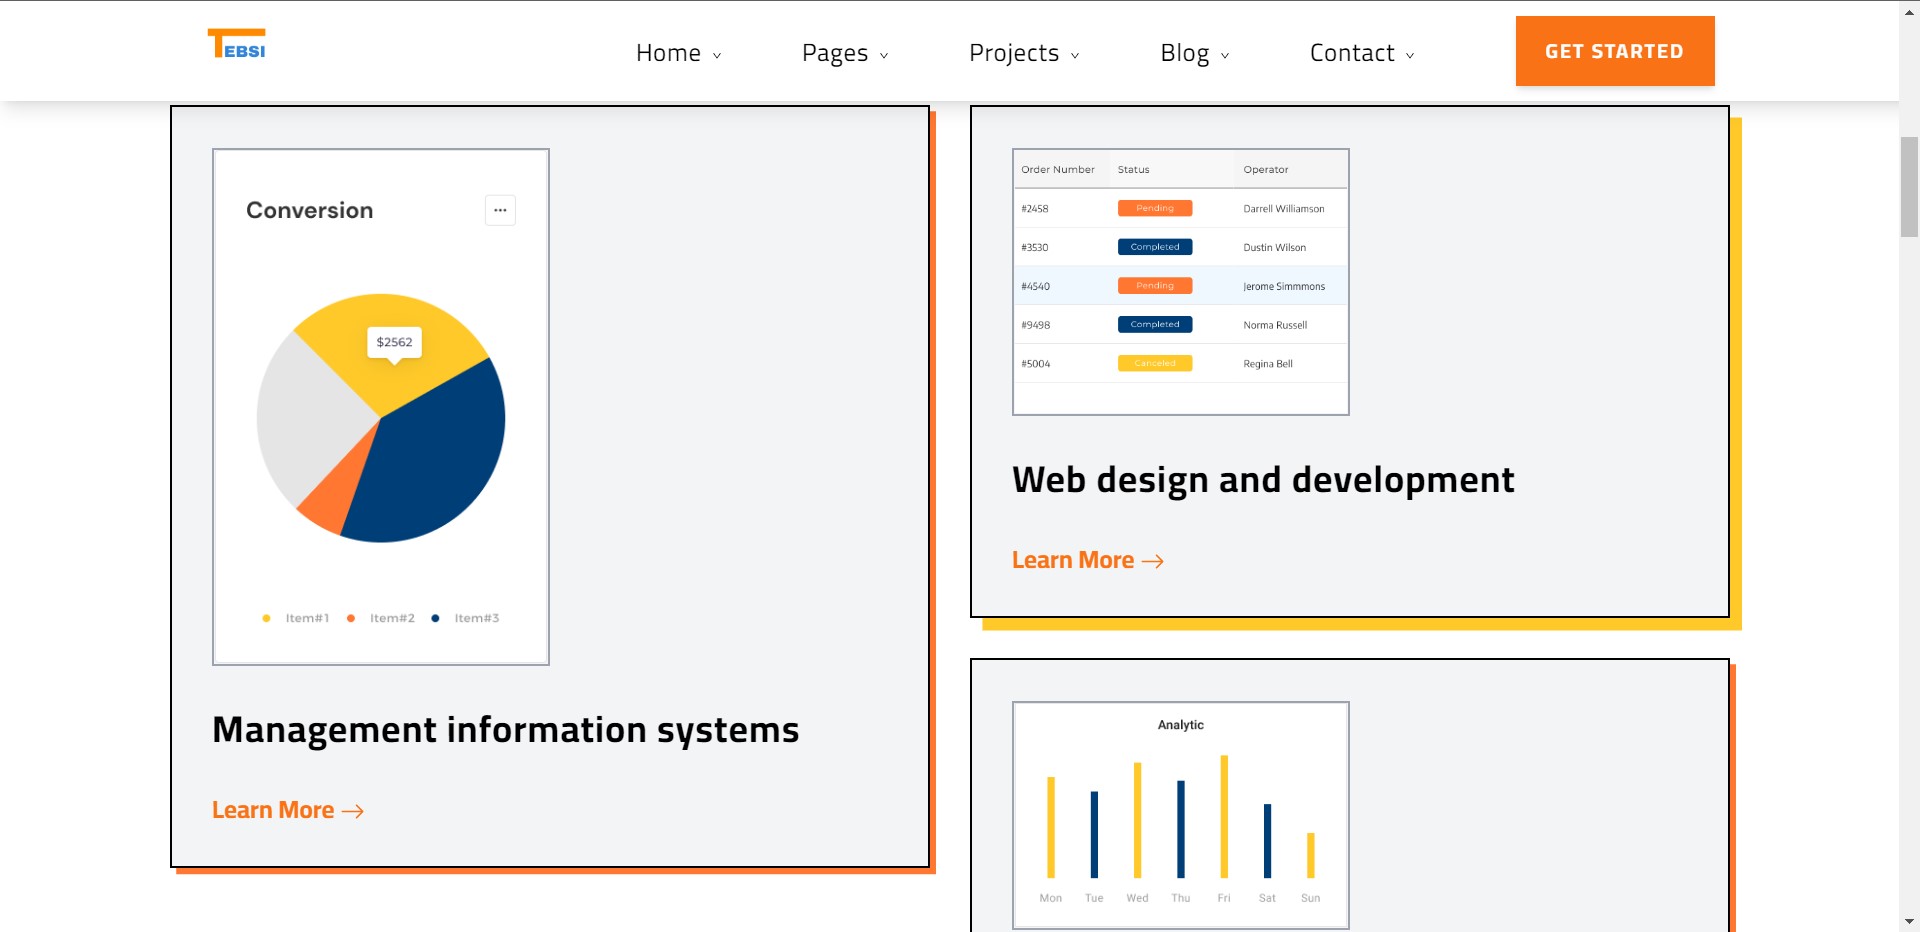 TEBSI
Home Pages Projects Blog Contact GET STARTED
Conversion
$2562
Item#1 Item#2 Item#3
Management information systems
Learn More →
Order Number Status Operator
#2458 Pending Darrell Williamson
#3530 Completed Dustin Wilson
#4540 Pending Jerome Simmmons
#9498 Completed Norma Russell
#5004 Canceled Regina Bell
Web design and development
Learn More →
Analytic
Mon Tue Wed Thu Fri Sat Sun